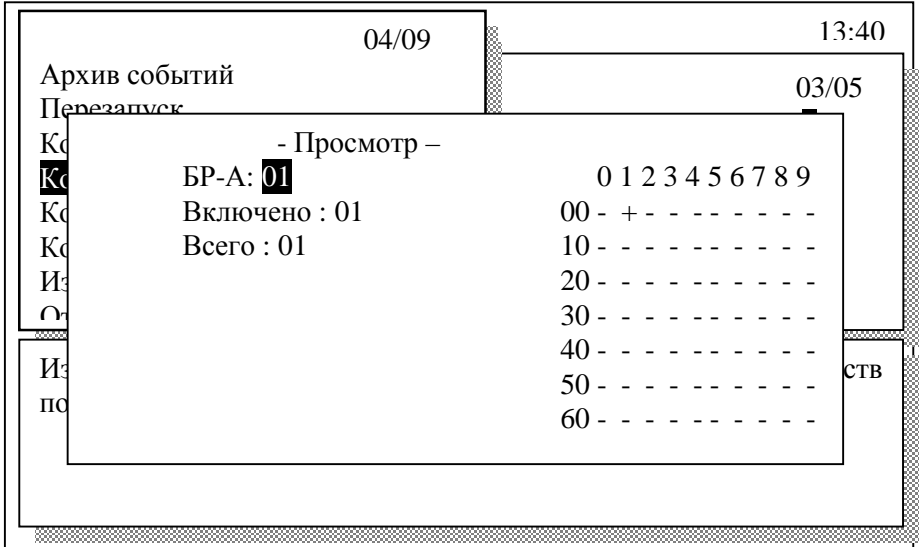 13:40
04/09
03/05
Архив событий
Перезапуск
- Просмотр –
БР-А: 01
Включено : 01
Всего : 01
0 1 2 3 4 5 6 7 8 9
00 - + - - - - - - - -
10 - - - - - - - - - -
20 - - - - - - - - - -
30 - - - - - - - - - -
40 - - - - - - - - - -
50 - - - - - - - - - -
60 - - - - - - - - - -